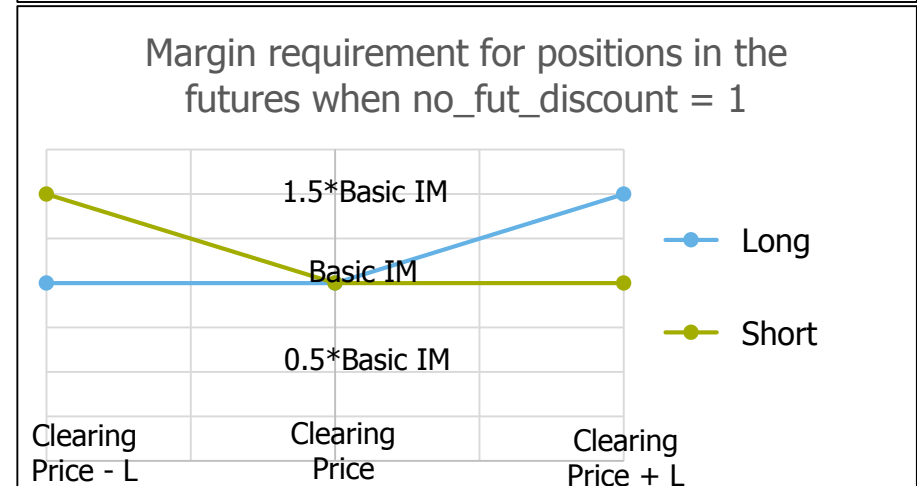 Margin requirement for positions in the
futures when no_fut_discount = 1
1.5*Basic IM
Basic IM
0.5*Basic IM
Long
Short
Clearing
Price - L
Clearing
Price
Clearing
Price + L